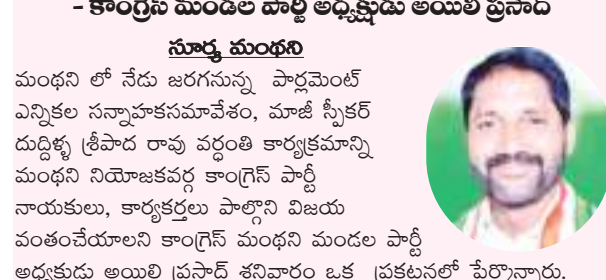 - కాంగ్రెస్ మండల పార్టీ అధ్యక్షుడు అయిలి ప్రసాద్
సూర్య మంథని
మంథని లో నేడు జరగనున్న పార్లమెంట్
ఎన్నికల సన్నాహకసమావేశం, మాజీ స్పీకర్
దుద్దిళ్ళ శ్రీపాద రావు వర్ధంతి కార్యక్రమాన్ని
మంథని నియోజకవర్గ కాంగ్రెస్ పార్టీ
నాయకులు, కార్యకర్తలు పాల్గొని విజయ
వంతంచేయాలని కాంగ్రెస్ మంథని మండల పార్టీ
అధ్యక్షుడు అయిలి ప్రసాద్ శనివారం ఒక ప్రకటనలో పేర్కొన్నారు.